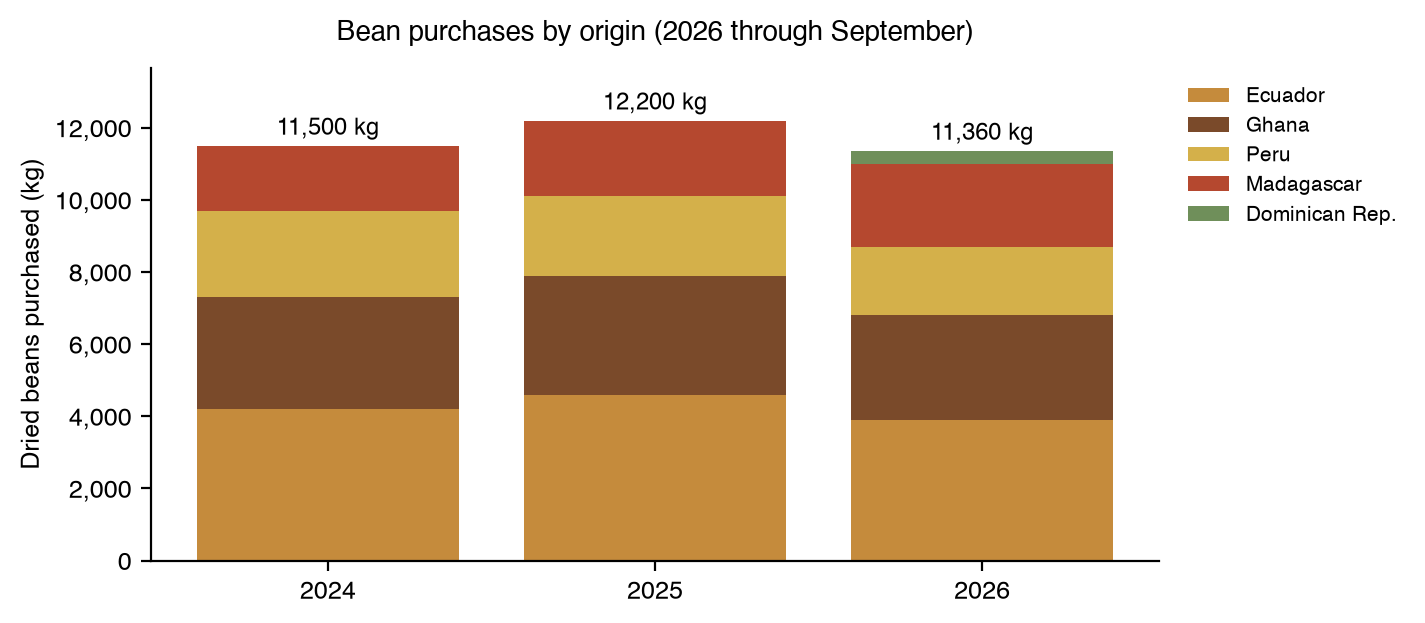 Bean purchases by origin (2026 through September)
Dried beans purchased (kg)
12,000
10,000
8,000
6,000
4,000
2,000
0
11,500 kg
12,200 kg
11,360 kg
2024
2025
2026
Ecuador
Ghana
Peru
Madagascar
Dominican Rep.